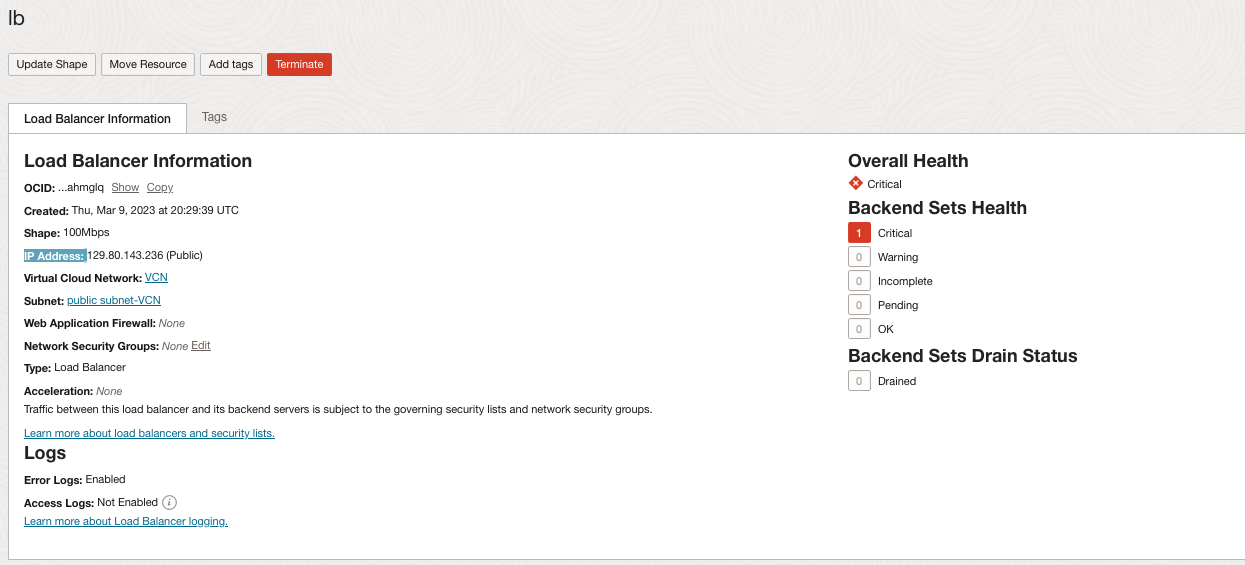 lb
Update Shape Move Resource Add tags Terminate
Load Balancer Information Tags
Load Balancer Information
OCID: ...ahmglq Show Copy
Created: Thu, Mar 9, 2023 at 20:29:39 UTC
Shape: 100Mbps
IP Address: 129.80.143.236 (Public)
Virtual Cloud Network: VCN
Subnet: public subnet-VCN
Web Application Firewall: None
Network Security Groups: None Edit
Type: Load Balancer
Acceleration: None
Traffic between this load balancer and its backend servers is subject to the governing security lists and network security groups.
Learn more about load balancers and security lists.
Logs
Error Logs: Enabled
Access Logs: Not Enabled i
Learn more about Load Balancer logging.
Overall Health
Critical
Backend Sets Health
1 Critical
0 Warning
0 Incomplete
0 Pending
0 OK
Backend Sets Drain Status
0 Drained